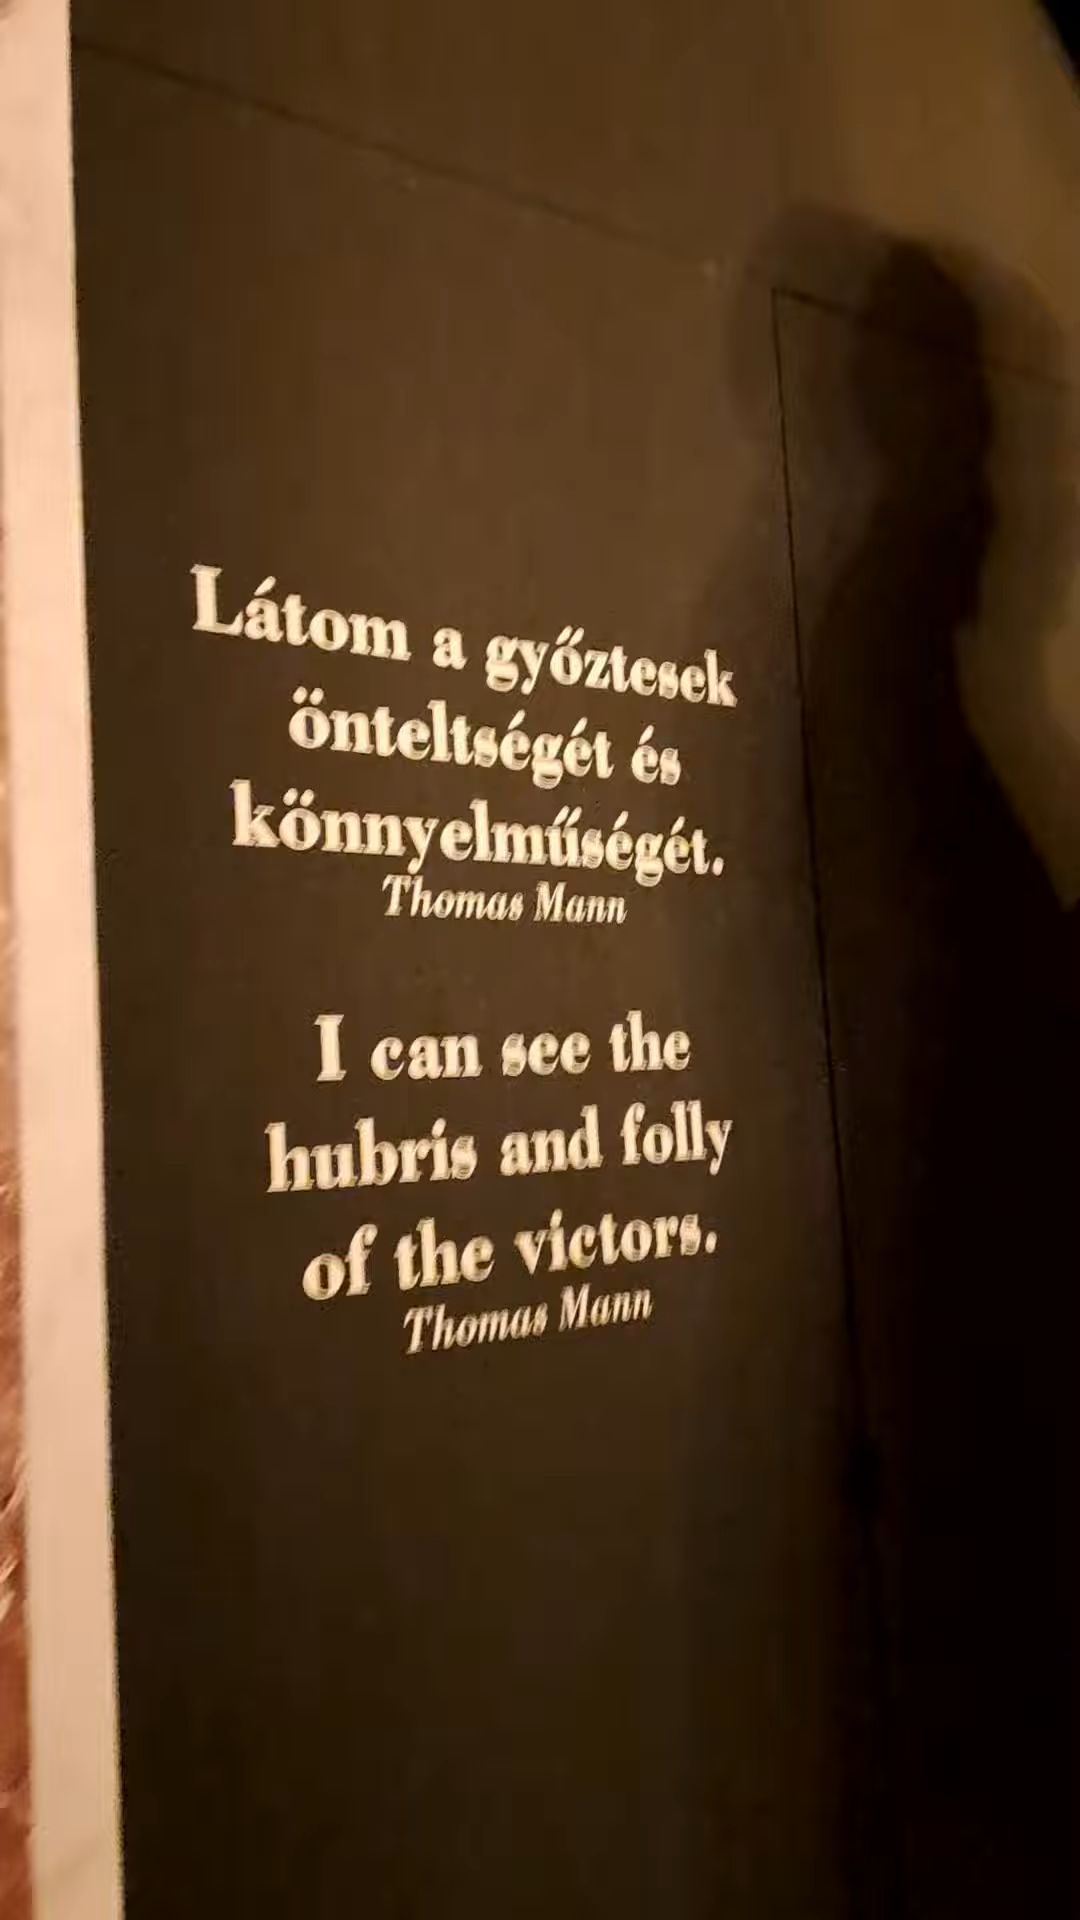 Látom a győztesek
önteltségét és
könnyelműségét.
Thomas Mann
I can see the
hubris and folly
of the victors.
Thomas Mann